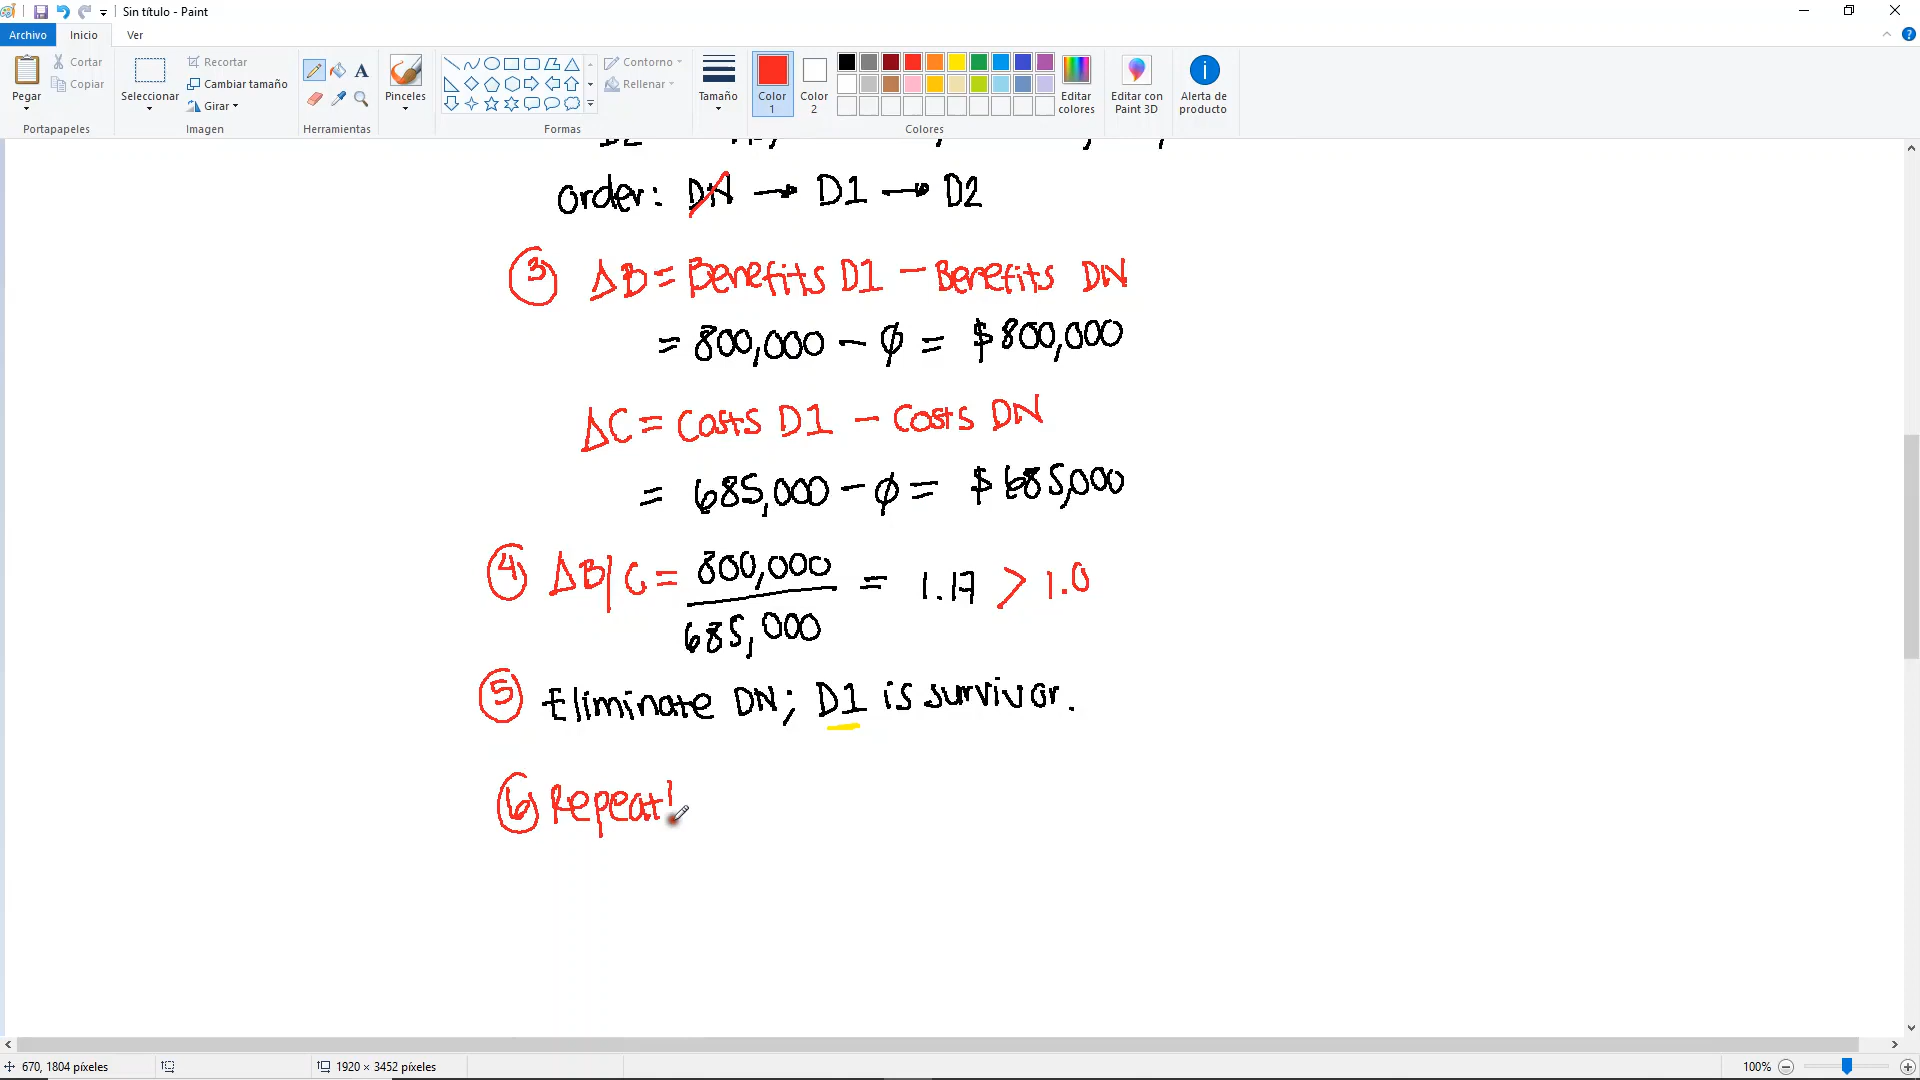 Sin título - Paint
Archivo Inicio Ver
Pegar Cortar Copiar Portapapeles
Seleccionar Recortar Cambiar tamaño Girar Imagen
A Herramientas
Pinceles
Contorno Rellenar Formas
Tamaño
Color 1 Color 2 Editar colores Colores
Editar con Paint 3D
Alerta de producto
order: DN → D1 → D2
③ ΔB = Benefits D1 - Benefits DN
= 800,000 - ϕ = $800,000
ΔC = Costs D1 - Costs DN
= 685,000 - ϕ = $685,000
④ ΔB/C = 800,000
685,000 = 1.17 > 1.0
⑤ Eliminate DN; D1 is survivor.
⑥ Repeat
670, 1804 píxeles 1920 × 3452 píxeles 100%